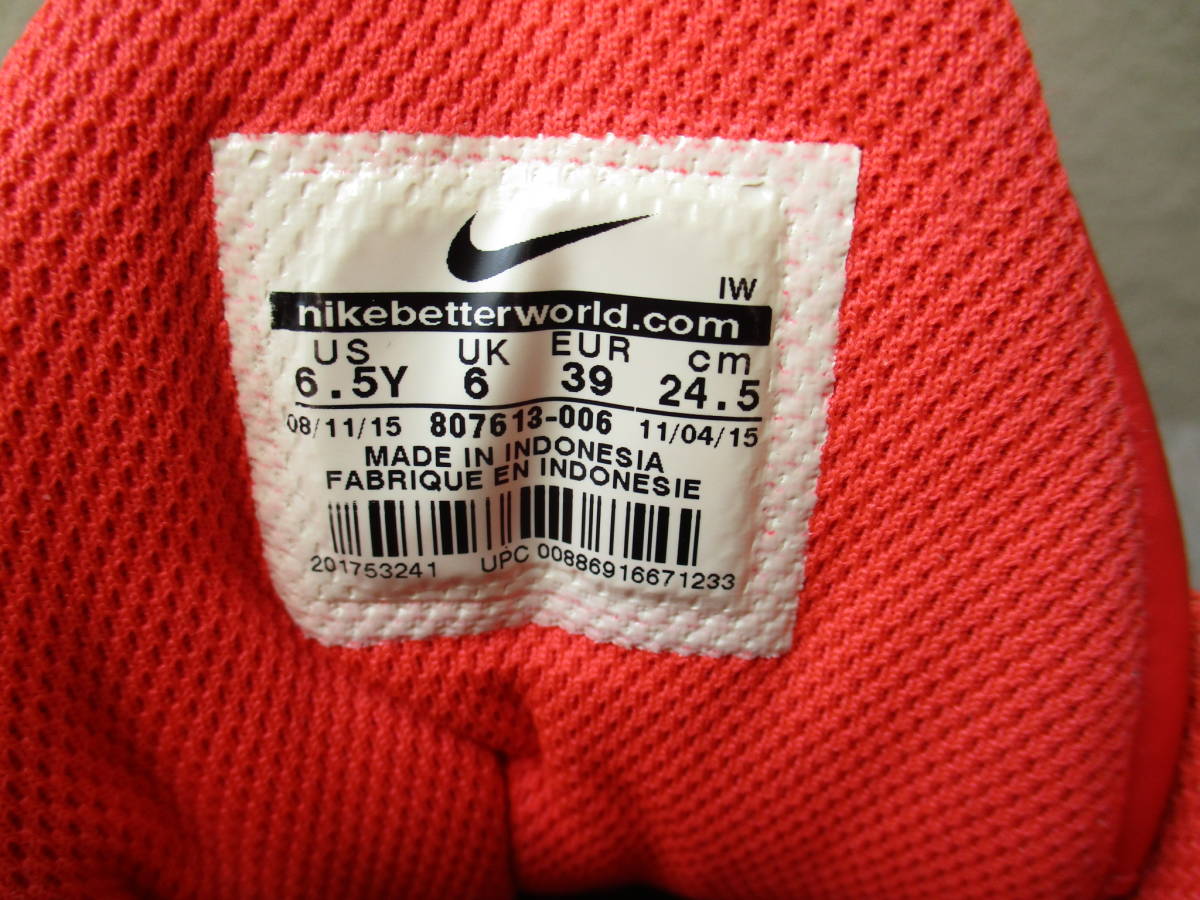 IW
nikebetterworld.com
US UK EUR cm
6.5Y 6 39 24.5
08/11/15 807613-006 11/04/15
MADE IN INDONESIA
FABRIQUE EN INDONESIE
201753241 UPC 00886916671233